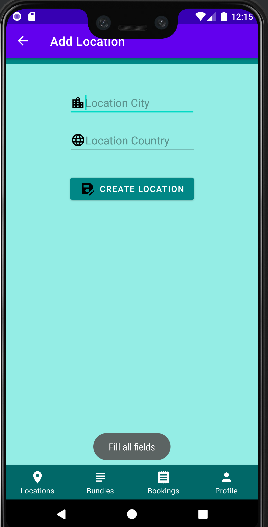 12:15
Add Location
Location City
Location Country
CREATE LOCATION
Fill all fields
Locations Bundles Bookings Profile